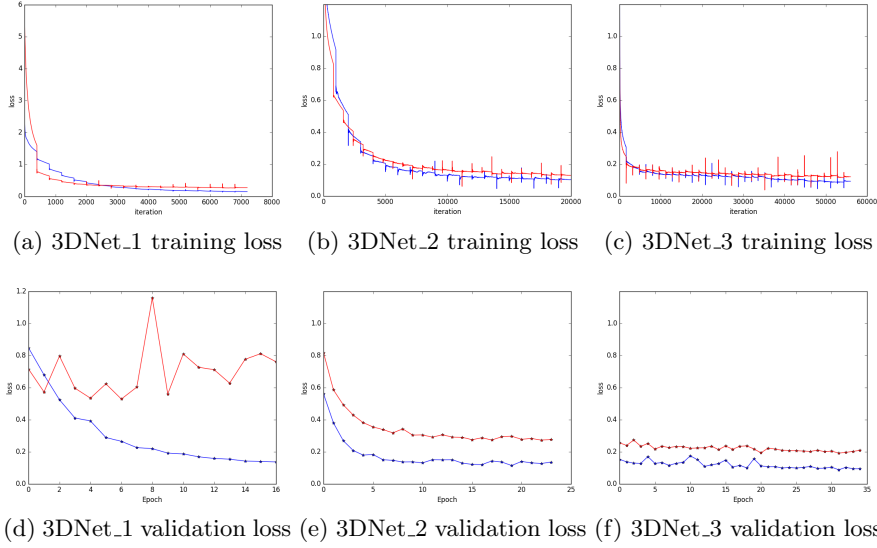 6
5
4
3
2
1
0
loss
0 1000 2000 3000 4000 5000 6000 7000 8000
iteration
(a) 3DNet_1 training loss
1.0
0.8
0.6
0.4
0.2
0.0
loss
0 5000 10000 15000 20000
iteration
(b) 3DNet_2 training loss
1.0
0.8
0.6
0.4
0.2
0.0
loss
0 10000 20000 30000 40000 50000 60000
iteration
(c) 3DNet_3 training loss
1.2
1.0
0.8
0.6
0.4
0.2
0.0
loss
0 2 4 6 8 10 12 14 16
Epoch
(d) 3DNet_1 validation loss
1.0
0.8
0.6
0.4
0.2
0.0
loss
0 5 10 15 20 25
Epoch
(e) 3DNet_2 validation loss
1.0
0.8
0.6
0.4
0.2
0.0
loss
0 5 10 15 20 25 30 35
Epoch
(f) 3DNet_3 validation loss